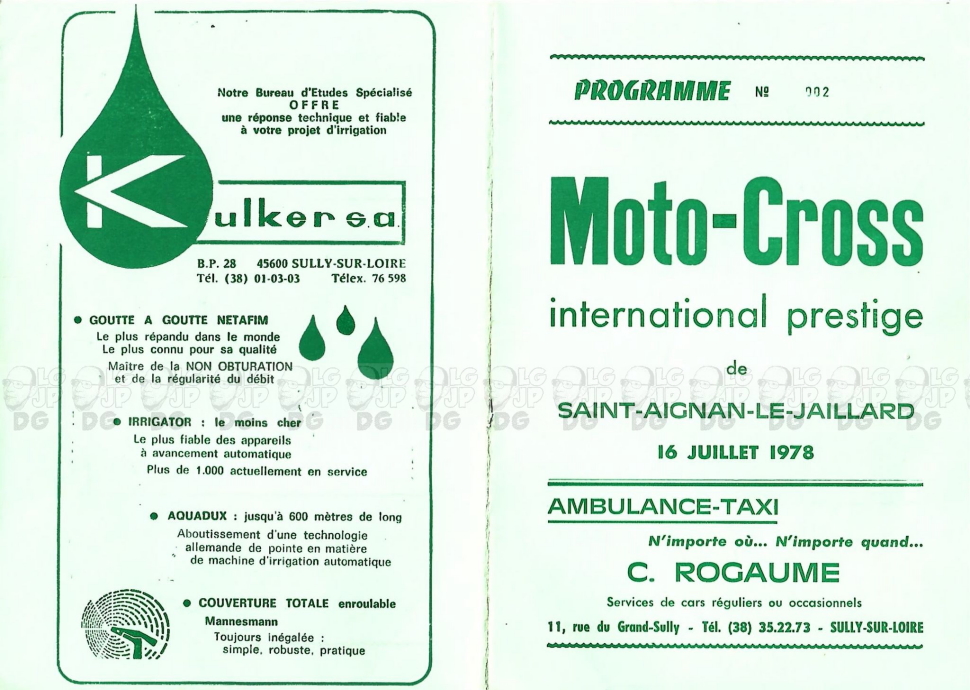 Notre Bureau d'Etudes Spécialisé
OFFRE
une réponse technique et fiable
à votre projet d'irrigation
Kulker s.a.
B.P. 28 45600 SULLY-SUR-LOIRE
Tél. (38) 01-03-03 Télex. 76 598
● GOUTTE A GOUTTE NETAFIM
Le plus répandu dans le monde
Le plus connu pour sa qualité
Maître de la NON OBTURATION
et de la régularité du débit
● IRRIGATOR : le moins cher
Le plus fiable des appareils
à avancement automatique
Plus de 1.000 actuellement en service
● AQUADUX : jusqu'à 600 mètres de long
Aboutissement d'une technologie
allemande de pointe en matière
de machine d'irrigation automatique
● COUVERTURE TOTALE enroulable
Mannesmann
Toujours inégalée :
simple, robuste, pratique
PROGRAMME Nº 002
Moto-Cross
international prestige
de
SAINT-AIGNAN-LE-JAILLARD
16 JUILLET 1978
AMBULANCE-TAXI
N'importe où... N'importe quand...
C. ROGAUME
Services de cars réguliers ou occasionnels
11, rue du Grand-Sully - Tél. (38) 35.22.73 - SULLY-SUR-LOIRE
LG JP DG